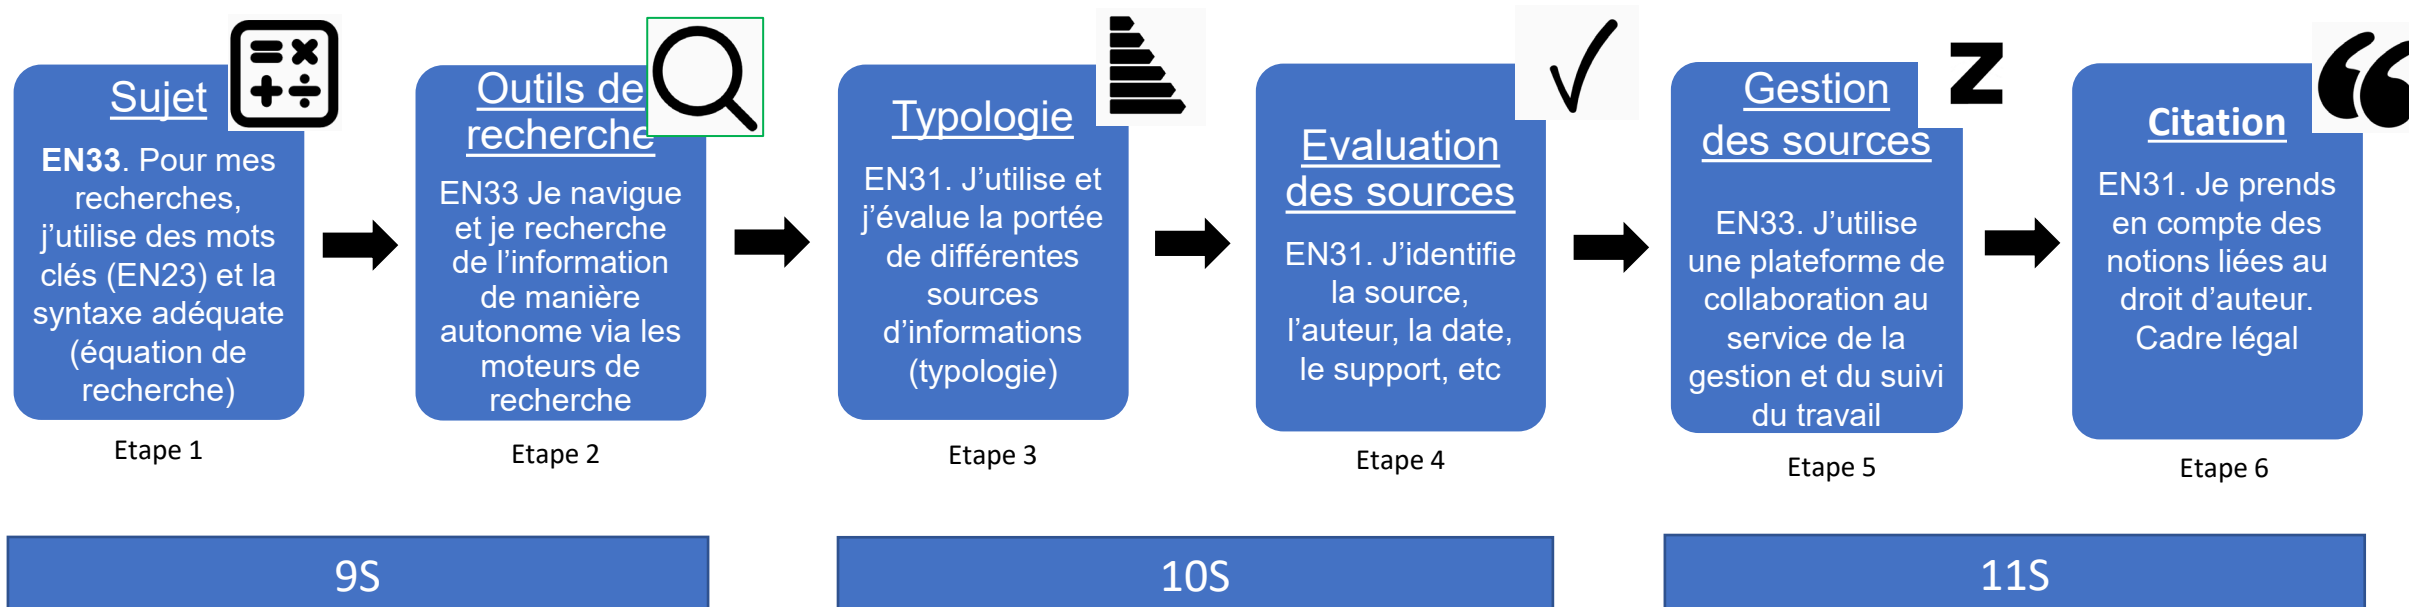 Sujet
EN33. Pour mes
recherches,
j’utilise des mots
clés (EN23) et la
syntaxe adéquate
(équation de
recherche)
Etape 1
Outils de
recherche
EN33 Je navigue
et je recherche
de l’information
de manière
autonome via les
moteurs de
recherche
Etape 2
Typologie
EN31. J’utilise et
j’évalue la portée
de différentes
sources
d’informations
(typologie)
Etape 3
Evaluation
des sources
EN31. J’identifie
la source,
l’auteur, la date,
le support, etc
Etape 4
Z
Gestion
des sources
EN33. J’utilise
une plateforme de
collaboration au
service de la
gestion et du suivi
du travail
Etape 5
Citation
EN31. Je prends
en compte des
notions liées au
droit d’auteur.
Cadre légal
Etape 6
9S
10S
11S